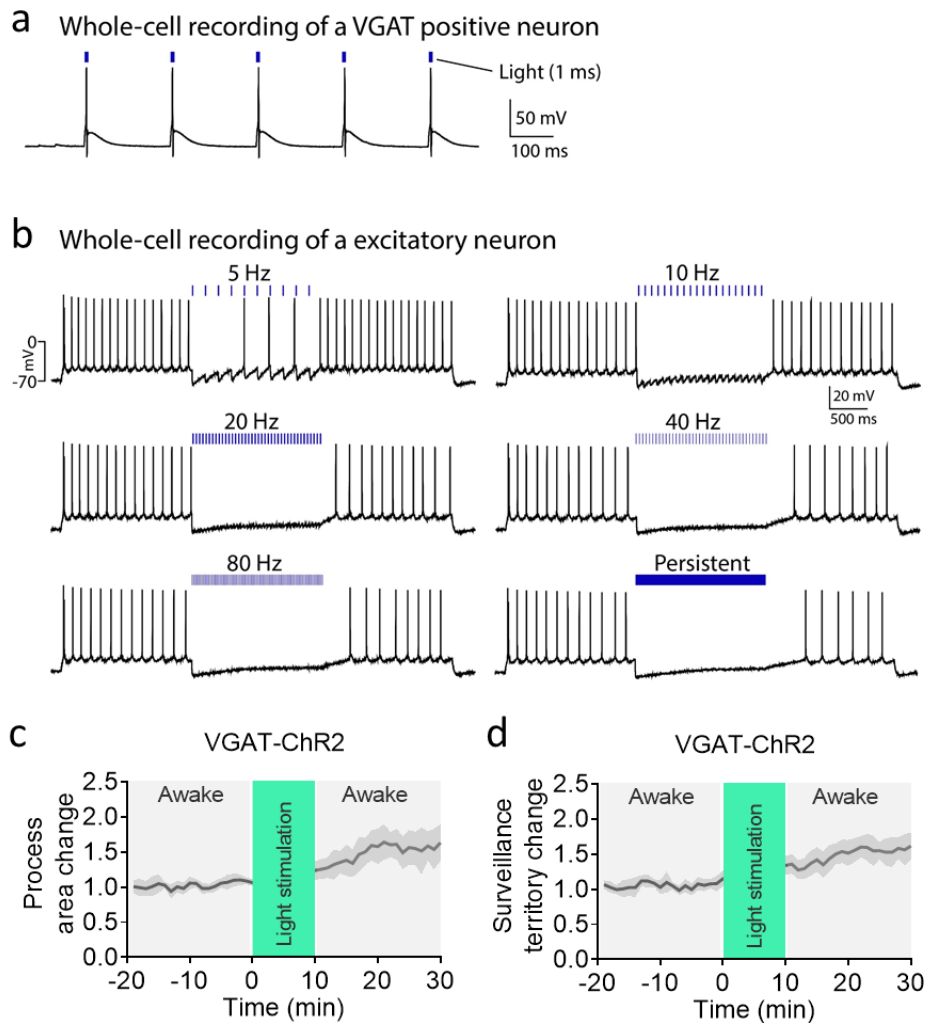 a Whole-cell recording of a VGAT positive neuron
Light (1 ms)
50 mV
100 ms
b Whole-cell recording of a excitatory neuron
5 Hz
10 Hz
0
mV
-70
20 mV
500 ms
20 Hz
40 Hz
80 Hz
Persistent
c
VGAT-ChR2
Process
area change
2.5
2.0
1.5
1.0
0.5
0.0
Awake
Light stimulation
Awake
-20 -10 0 10 20 30
Time (min)
d
VGAT-ChR2
Surveillance
territory change
2.5
2.0
1.5
1.0
0.5
0.0
Awake
Light stimulation
Awake
-20 -10 0 10 20 30
Time (min)